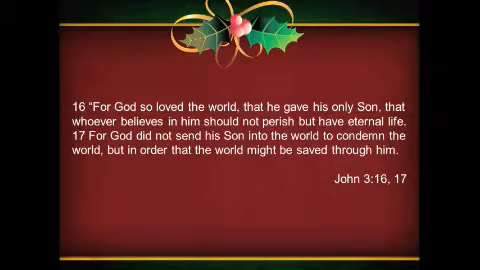 16 “For God so loved the world, that he gave his only Son, that
whoever believes in him should not perish but have eternal life.
17 For God did not send his Son into the world to condemn the
world, but in order that the world might be saved through him.
John 3:16, 17